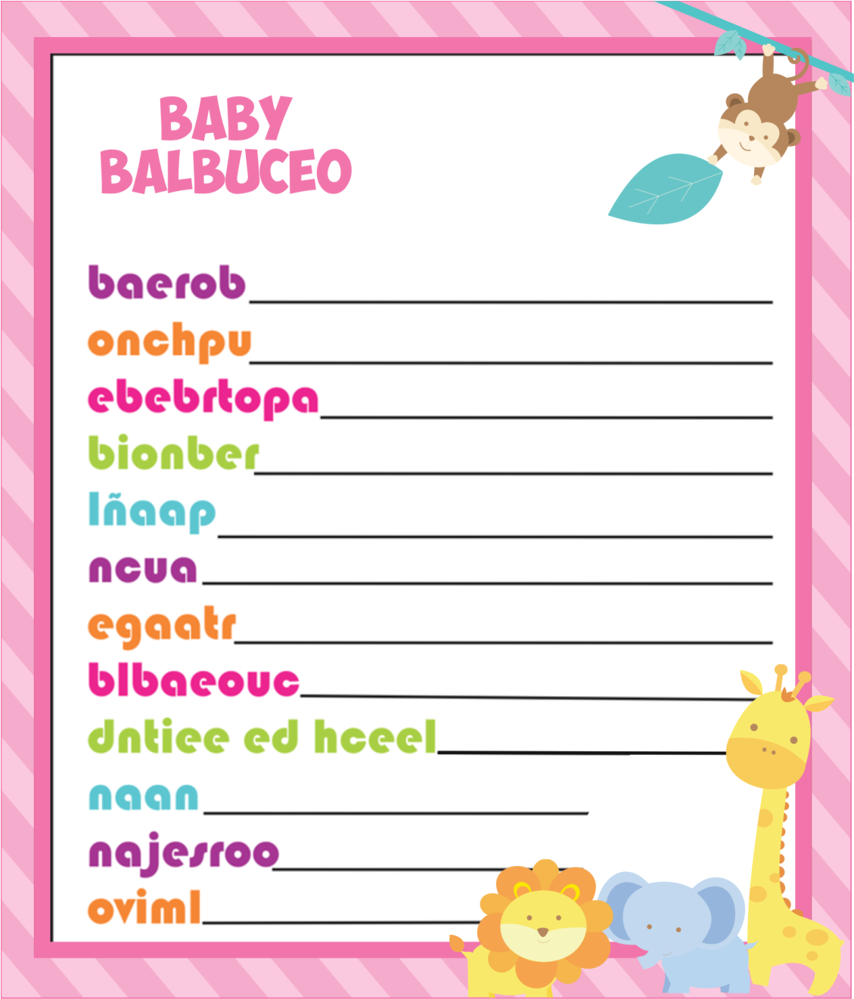 BABY
BALBUCEO
baerob
onchpu
ebebrtopa
bionber
lñaap
ncua
egaatr
blbaeouc
dntiee ed hceel
naan
najesroo
oviml